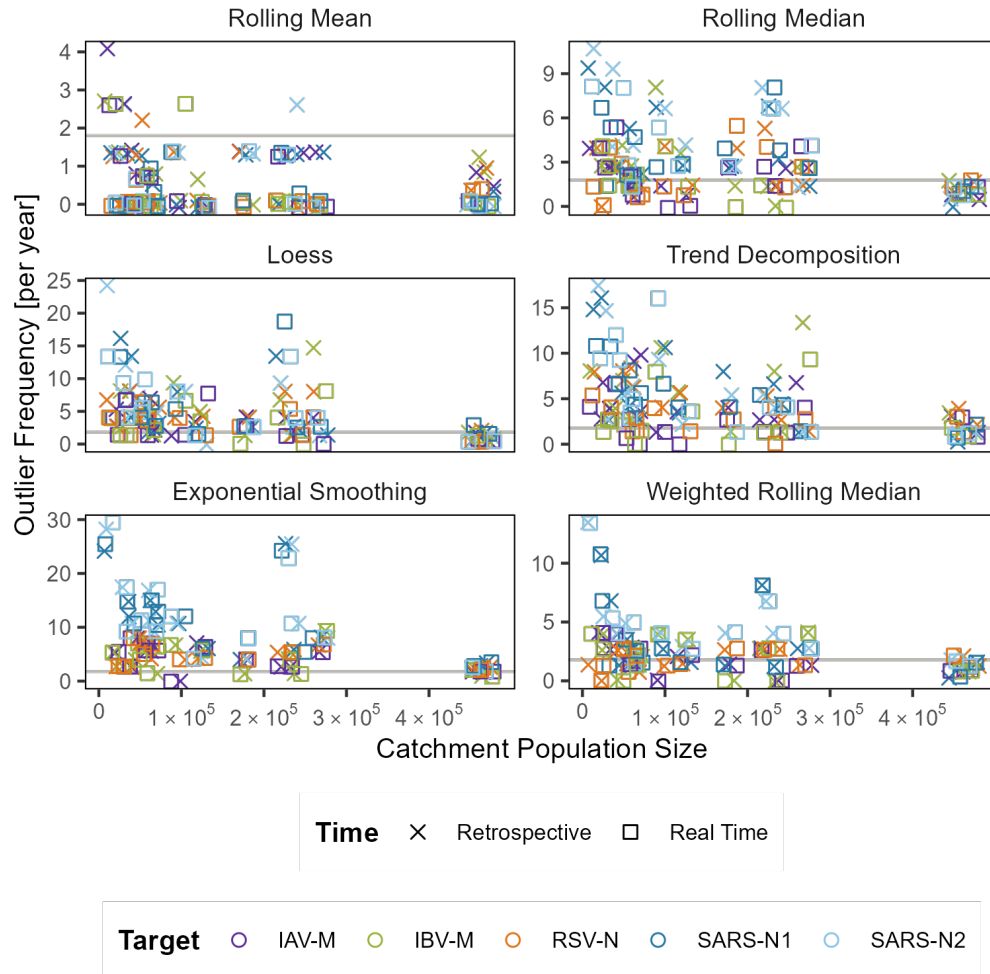 Rolling Mean
Rolling Median
4
3
2
1
0
9
6
3
0
Loess
Trend Decomposition
25
20
15
10
5
0
15
10
5
0
Exponential Smoothing
Weighted Rolling Median
30
20
10
0
10
5
0
Outlier Frequency [per year]
0 1 × 10⁵ 2 × 10⁵ 3 × 10⁵ 4 × 10⁵
0 1 × 10⁵ 2 × 10⁵ 3 × 10⁵ 4 × 10⁵
Catchment Population Size
Time Retrospective Real Time
Target IAV-M IBV-M RSV-N SARS-N1 SARS-N2